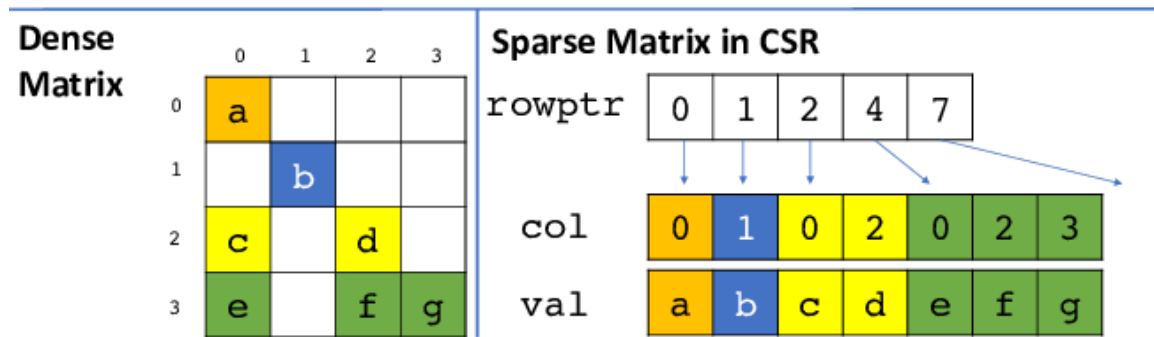 Dense Matrix
0 1 2 3
0 a
1 b
2 c d
3 e f g
Sparse Matrix in CSR
rowptr 0 1 2 4 7
col 0 1 0 2 0 2 3
val a b c d e f g